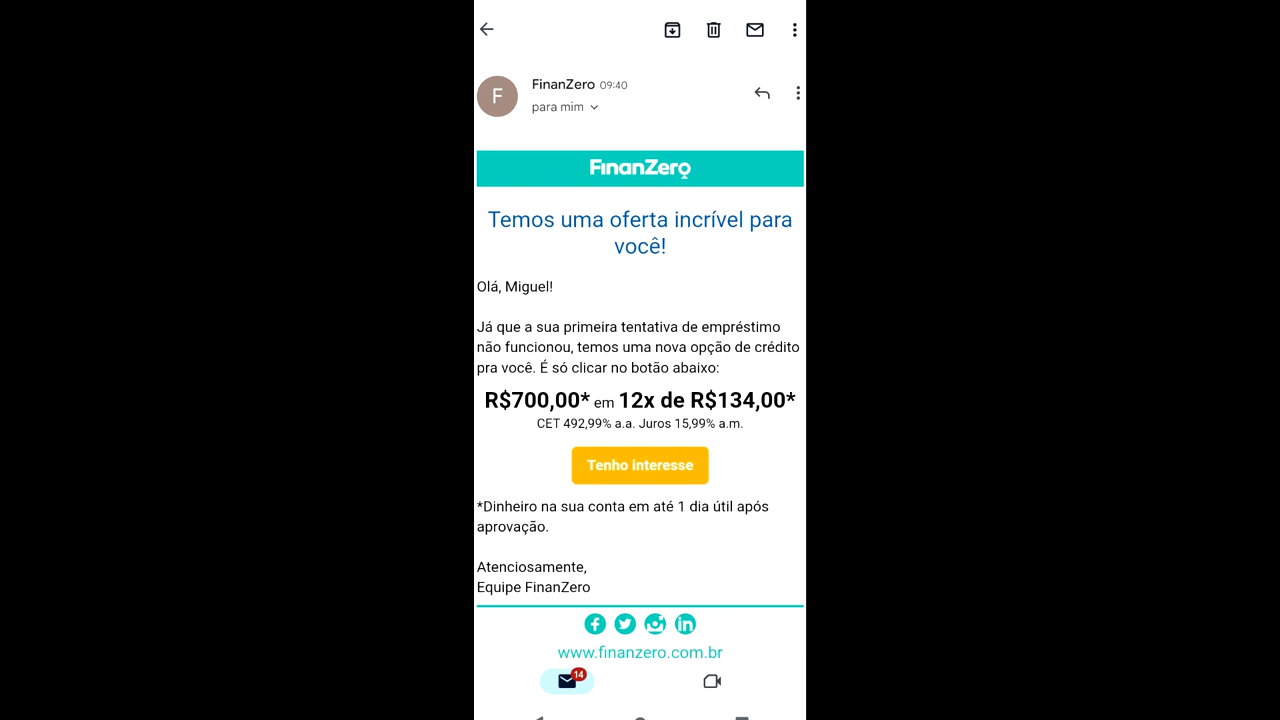 F
FinanZero 09:40
para mim
FinanZero
Temos uma oferta incrível para
você!
Olá, Miguel!
Já que a sua primeira tentativa de empréstimo
não funcionou, temos uma nova opção de crédito
pra você. É só clicar no botão abaixo:
R$700,00* em 12x de R$134,00*
CET 492,99% a.a. Juros 15,99% a.m.
Tenho interesse
*Dinheiro na sua conta em até 1 dia útil após
aprovação.
Atenciosamente,
Equipe FinanZero
www.finanzero.com.br
14